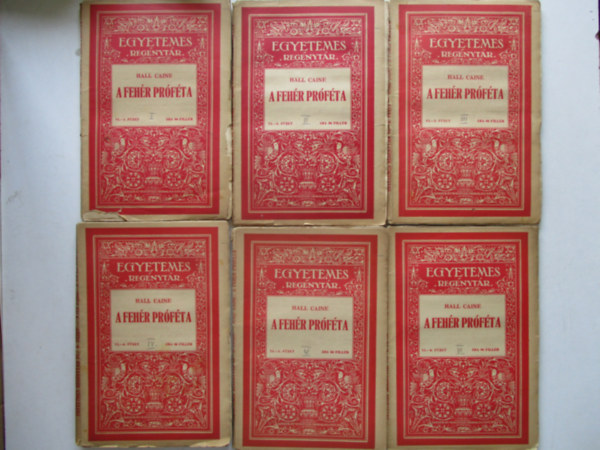 EGYETEMES
REGÉNYTÁR
HALL CAINE
A FEHÉR PRÓFÉTA
EGYETEMES
REGÉNYTÁR
HALL CAINE
A FEHÉR PRÓFÉTA
EGYETEMES
REGÉNYTÁR
HALL CAINE
A FEHÉR PRÓFÉTA
EGYETEMES
REGÉNYTÁR
HALL CAINE
A FEHÉR PRÓFÉTA
EGYETEMES
REGÉNYTÁR
HALL CAINE
A FEHÉR PRÓFÉTA
EGYETEMES
REGÉNYTÁR
HALL CAINE
A FEHÉR PRÓFÉTA